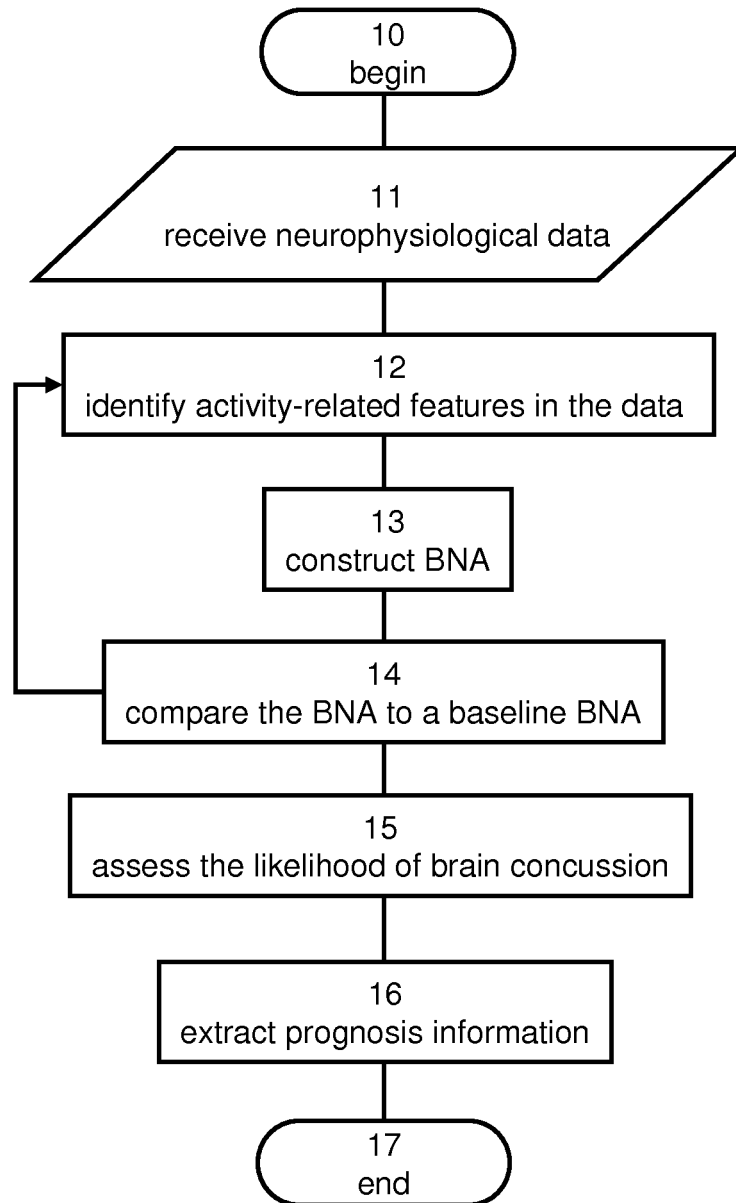 10
begin
11
receive neurophysiological data
12
identify activity-related features in the data
13
construct BNA
14
compare the BNA to a baseline BNA
15
assess the likelihood of brain concussion
16
extract prognosis information
17
end